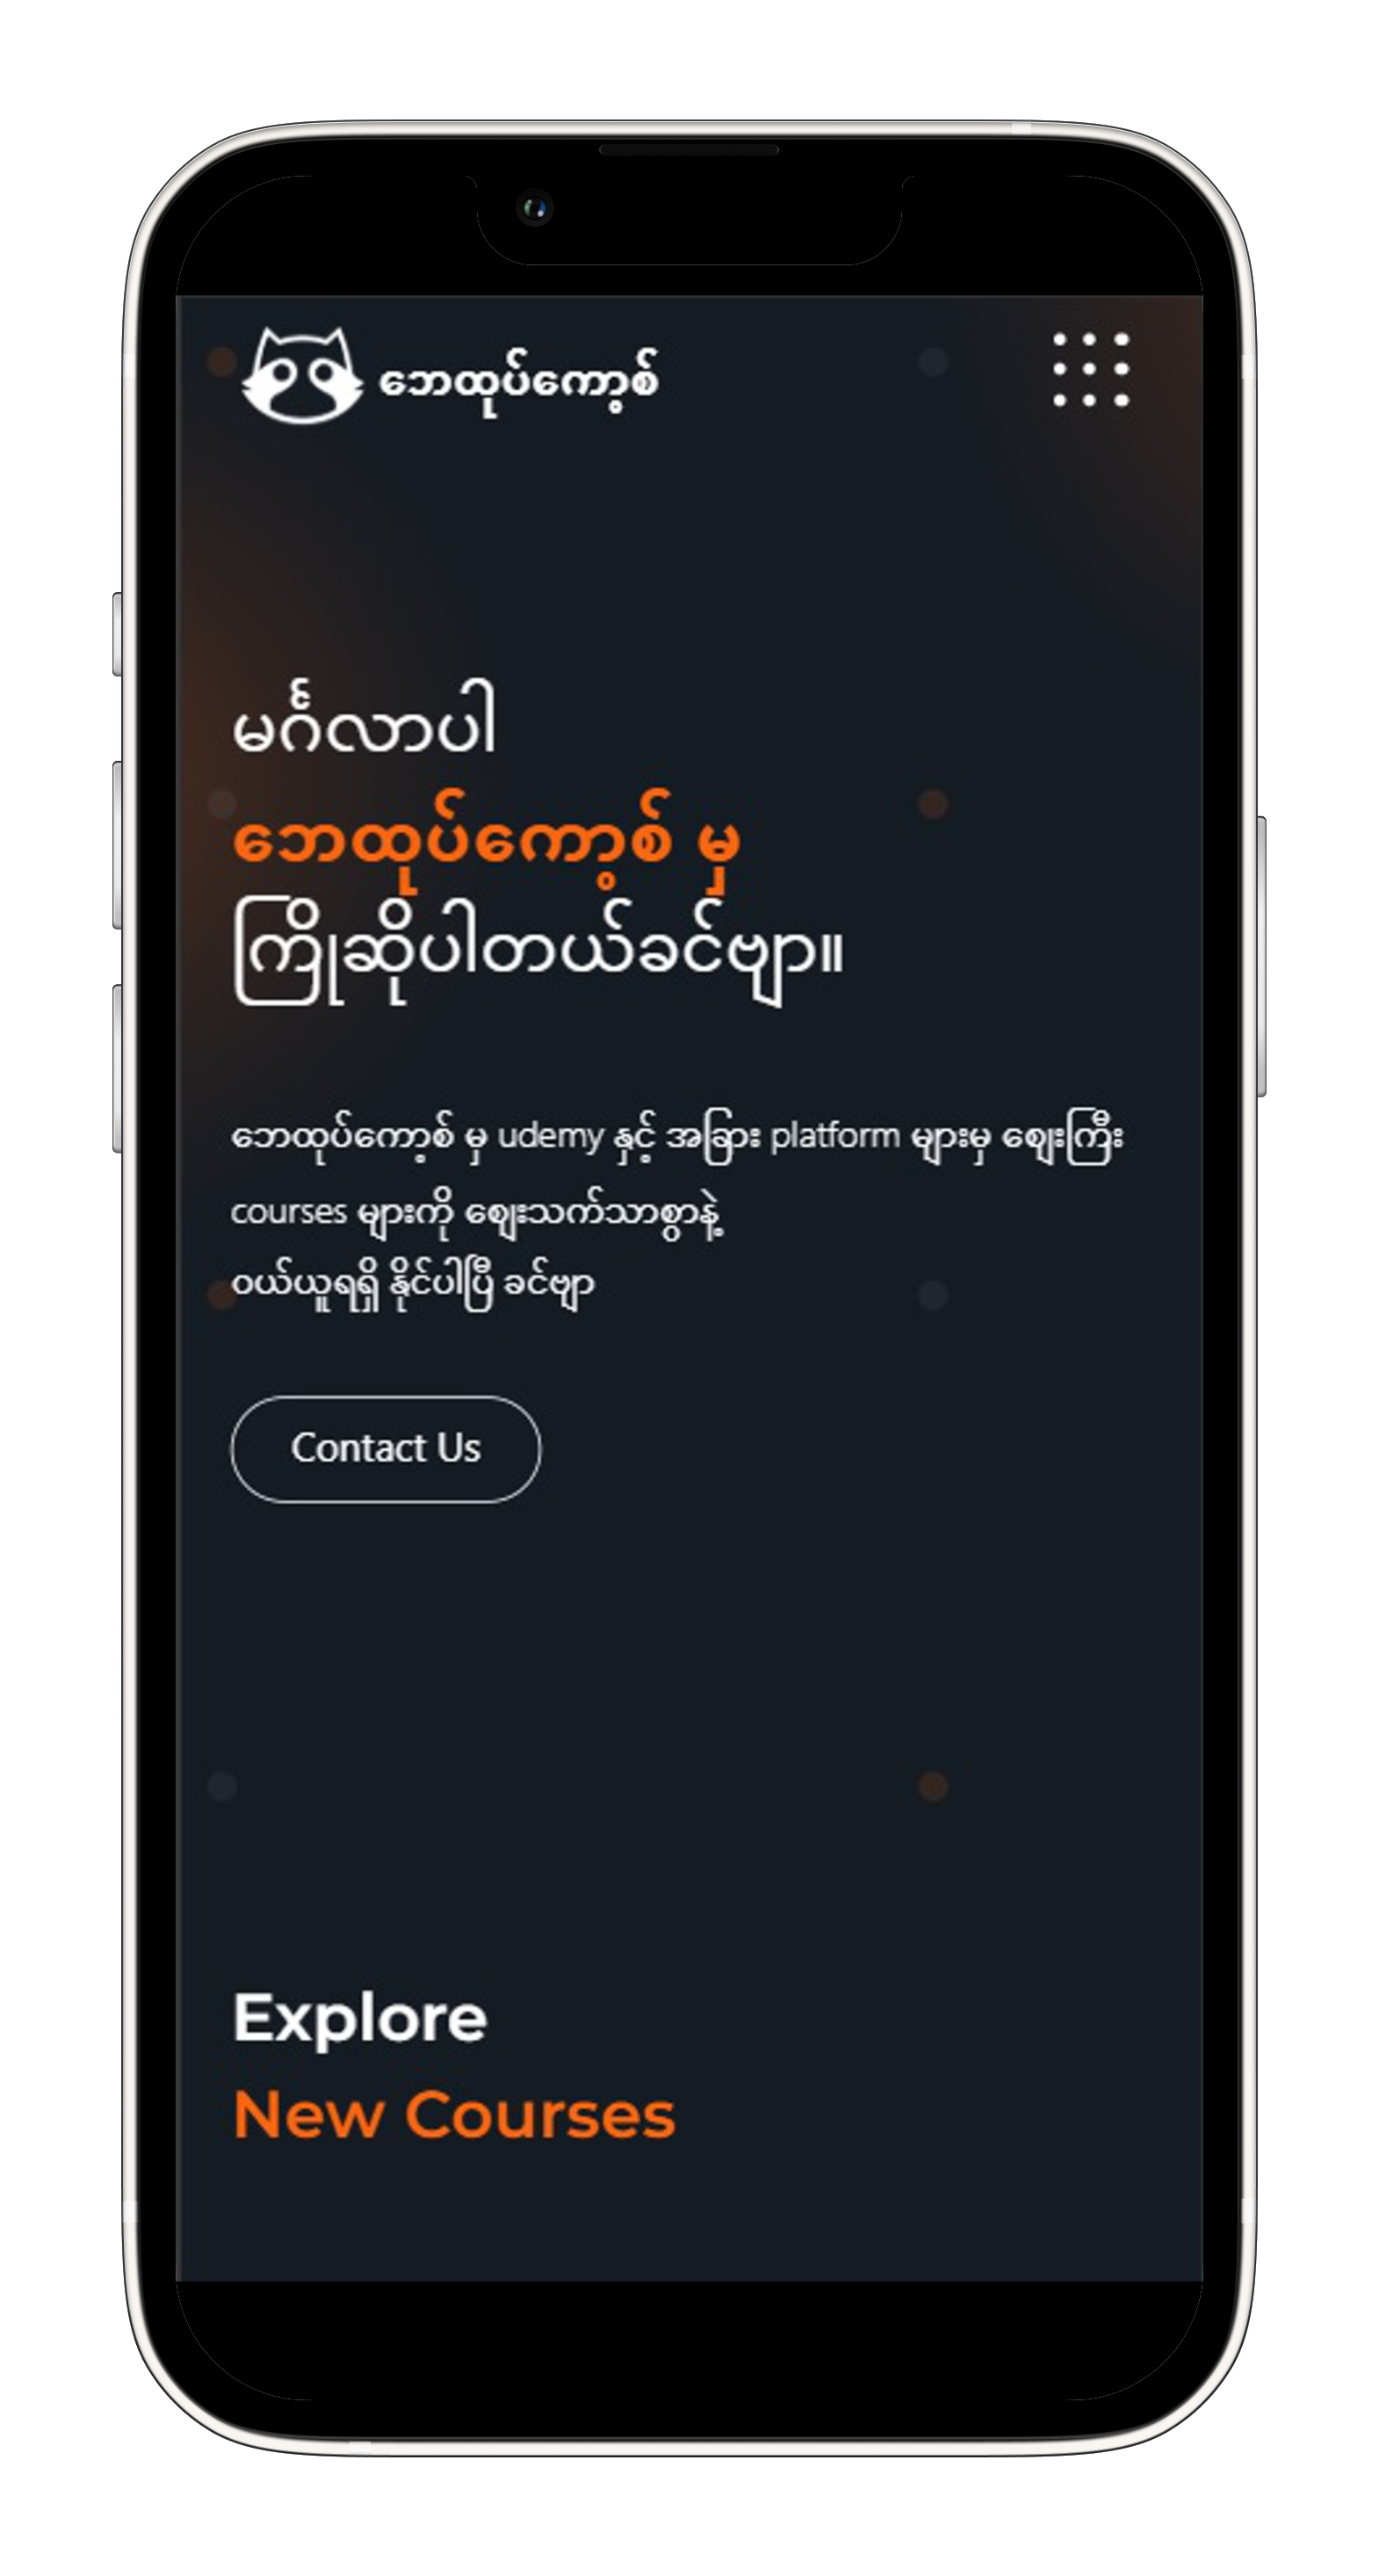 ဘေထုပ်ကော့စ်
မင်္ဂလာပါ
ဘေထုပ်ကော့စ် မှ
ကြိုဆိုပါတယ်ခင်ဗျာ။
ဘေထုပ်ကော့စ် မှ udemy နှင့် အခြား platform များမှ ဈေးကြီး
courses များကို ဈေးသက်သာစွာနဲ့
ဝယ်ယူရရှိ နိုင်ပါပြီ ခင်ဗျာ
Contact Us
Explore
New Courses